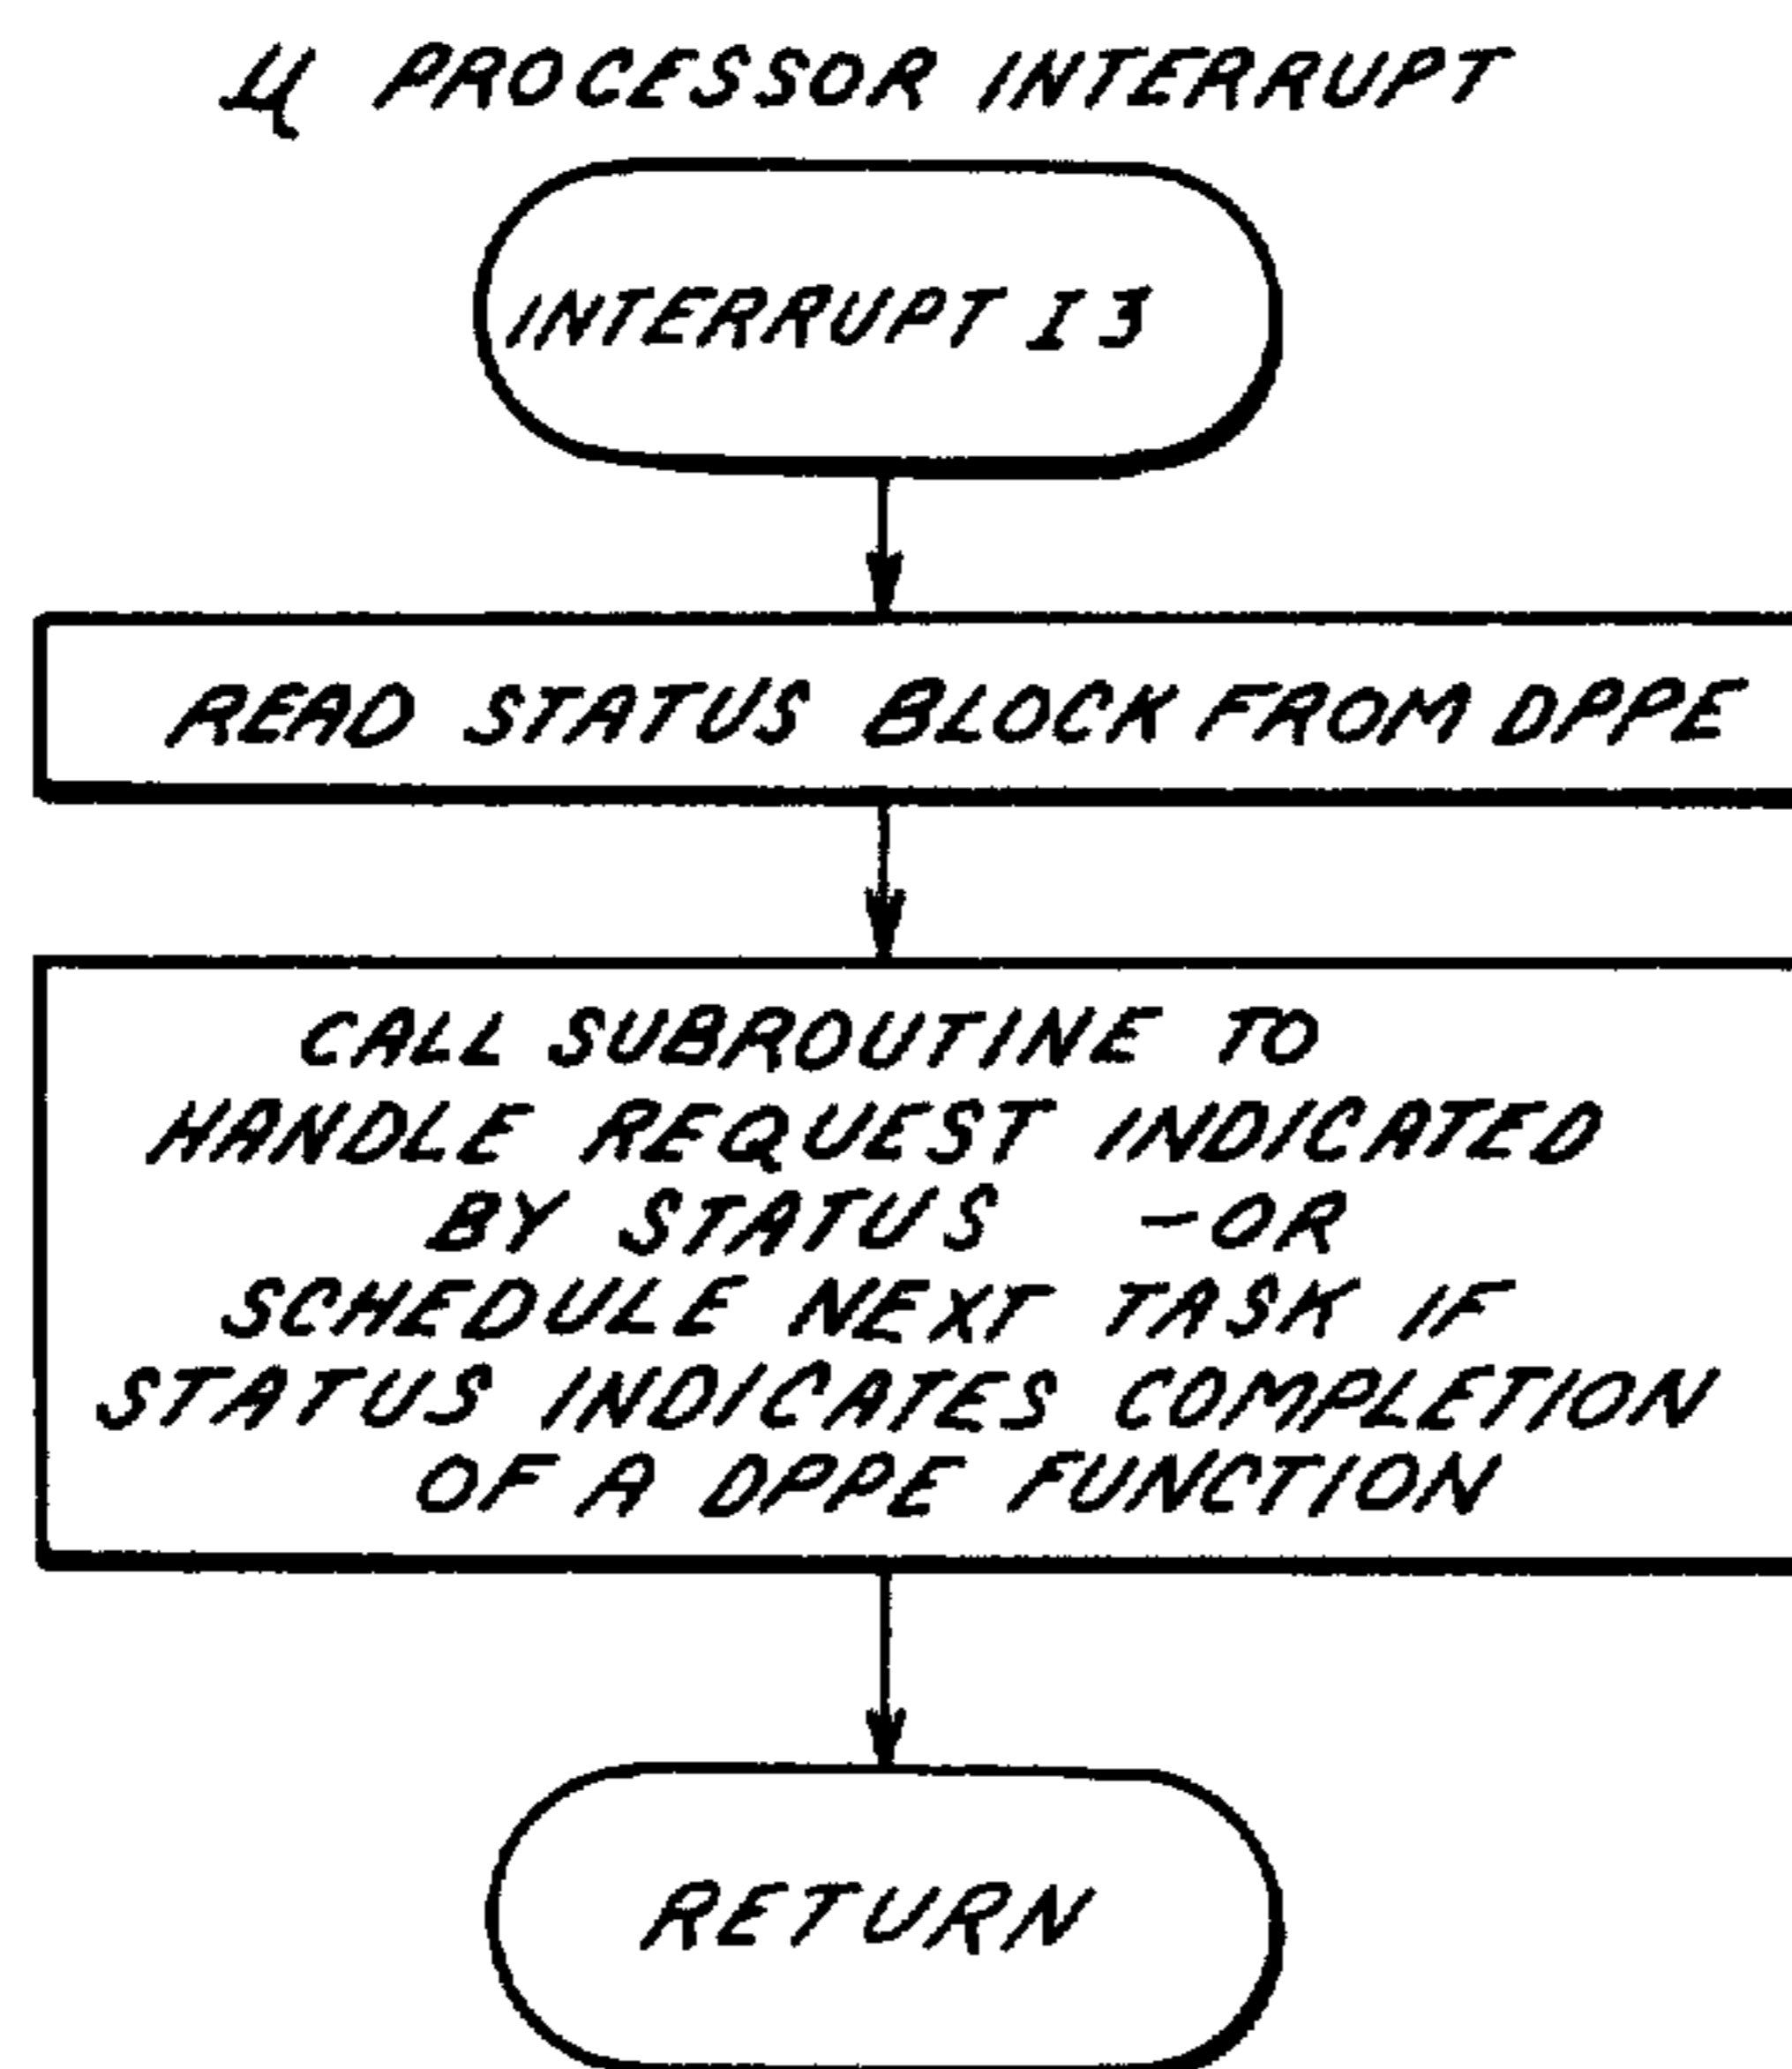 μ PROCESSOR INTERRUPT
INTERRUPT I3
READ STATUS BLOCK FROM DPPE
CALL SUBROUTINE TO
HANDLE REQUEST INDICATED
BY STATUS -OR
SCHEDULE NEXT TASK IF
STATUS INDICATES COMPLETION
OF A DPPE FUNCTION
RETURN